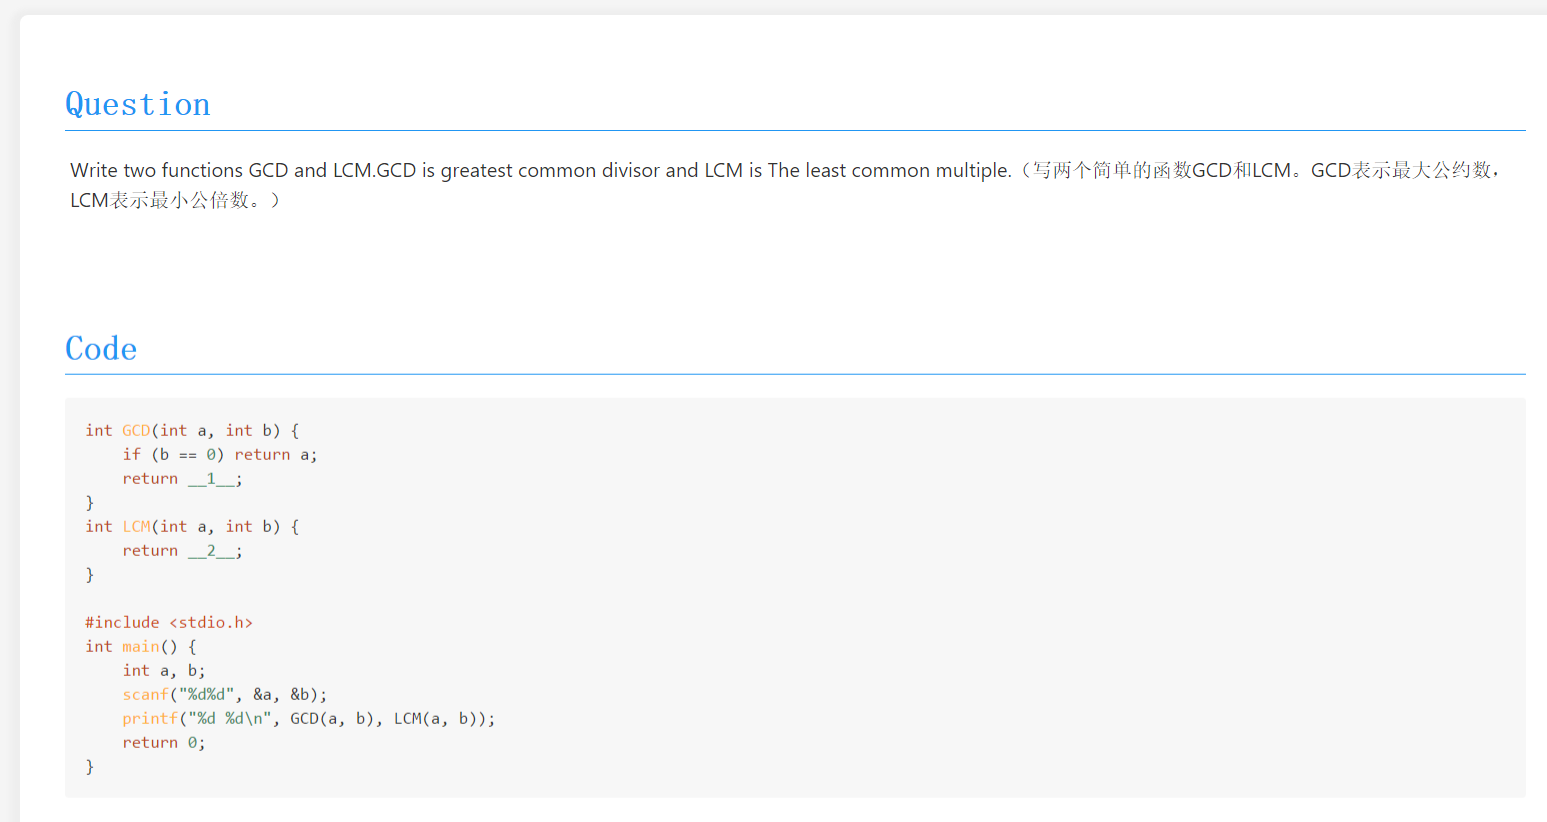 Question
Write two functions GCD and LCM.GCD is greatest common divisor and LCM is The least common multiple.（写两个简单的函数GCD和LCM。GCD表示最大公约数，
LCM表示最小公倍数。）
Code
int GCD(int a, int b) {
    if (b == 0) return a;
    return __1__;
}
int LCM(int a, int b) {
    return __2__;
}
#include <stdio.h>
int main() {
    int a, b;
    scanf("%d%d", &a, &b);
    printf("%d %d\n", GCD(a, b), LCM(a, b));
    return 0;
}